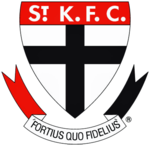 ST K.F.C.
FORTIUS QUO FIDELIUS
®